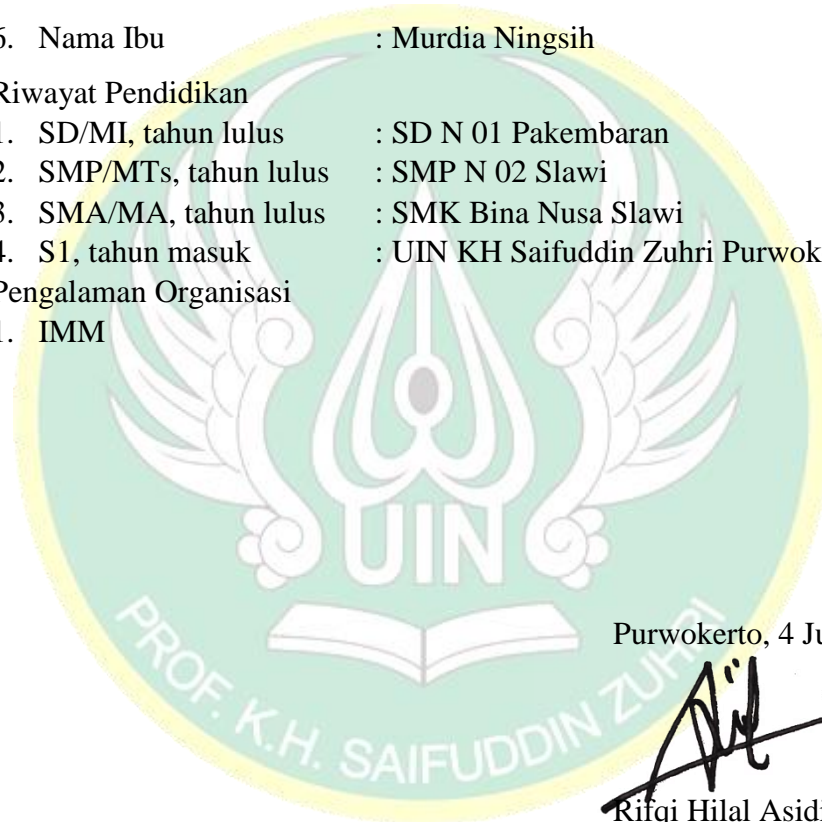 6. Nama Ibu : Murdia Ningsih
Riwayat Pendidikan
1. SD/MI, tahun lulus : SD N 01 Pakembaran
2. SMP/MTs, tahun lulus : SMP N 02 Slawi
3. SMA/MA, tahun lulus : SMK Bina Nusa Slawi
4. S1, tahun masuk : UIN KH Saifuddin Zuhri Purwok
Pengalaman Organisasi
1. IMM
UIN
PROF. K.H. SAIFUDDIN ZUHRI
Purwokerto, 4 Ju
Rifqi Hilal Asidi